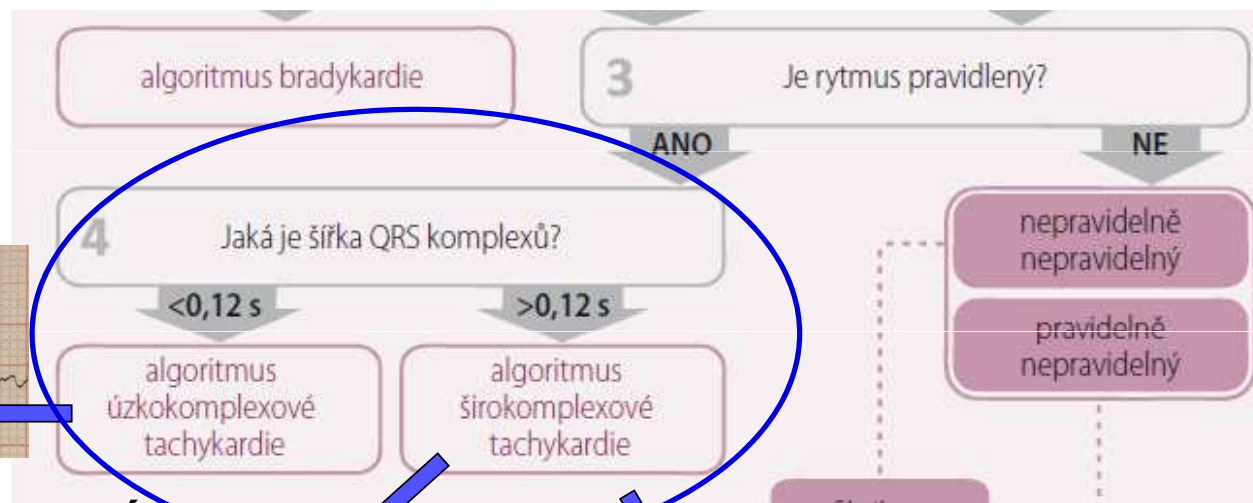 algoritmus bradykardie
3
Je rytmus pravidlený?
ANO
NE
4
Jaká je šířka QRS komplexů?
<0,12 s
>0,12 s
algoritmus
úzkokomplexové
tachykardie
algoritmus
širokomplexové
tachykardie
nepravidelně
nepravidelný
pravidelně
nepravidelný